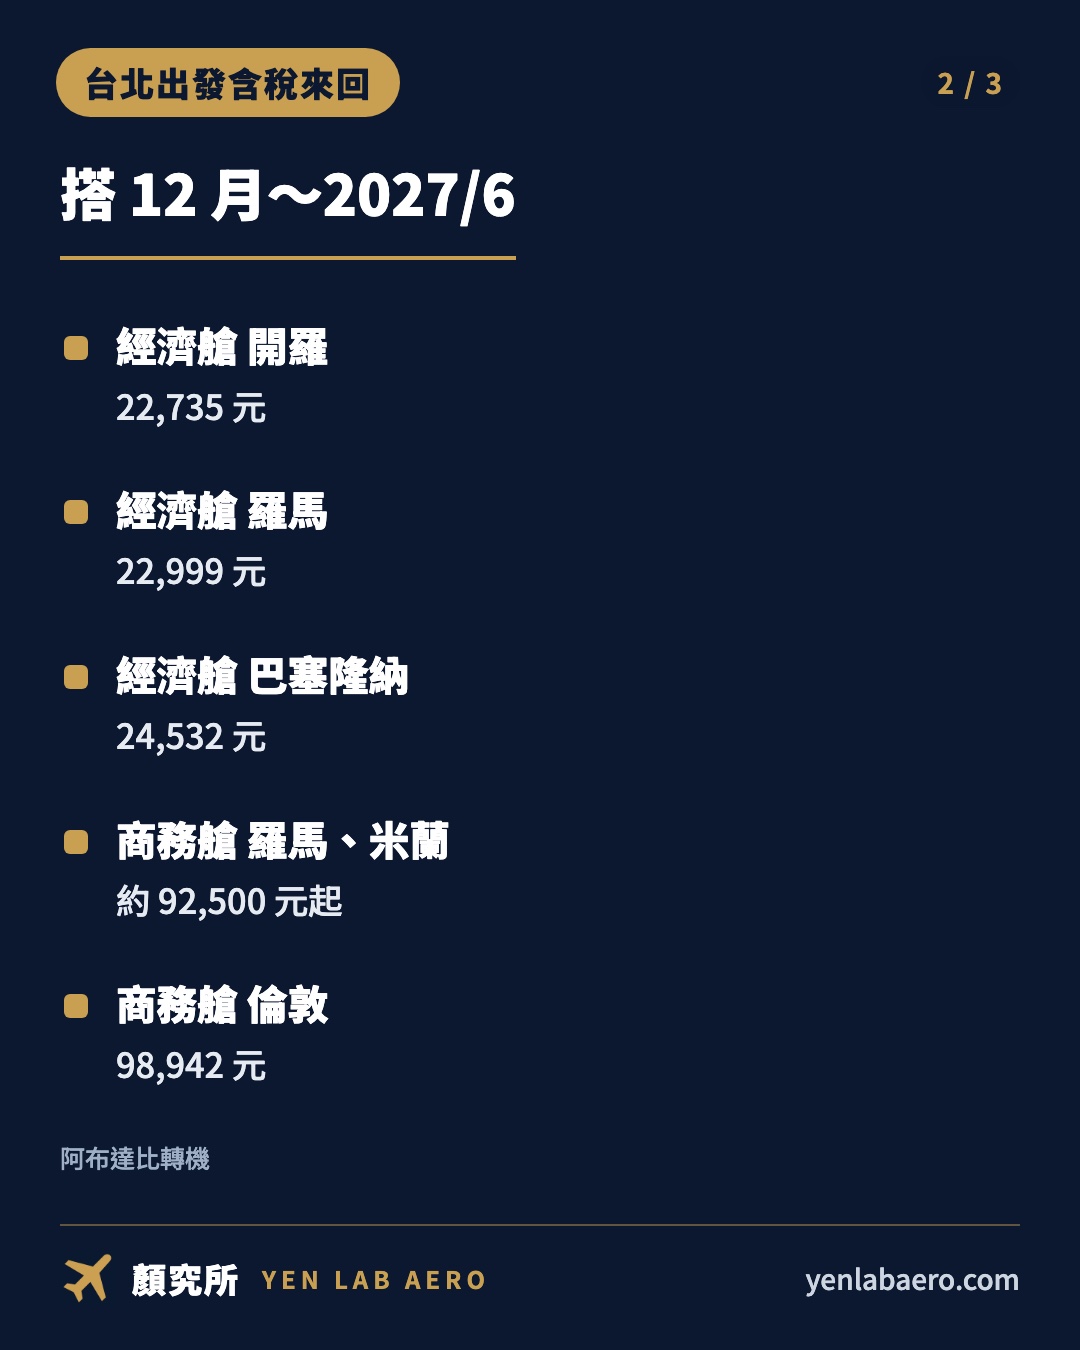 台北出發含稅來回
2 / 3
搭 12 月～2027/6
經濟艙 開羅
22,735 元
經濟艙 羅馬
22,999 元
經濟艙 巴塞隆納
24,532 元
商務艙 羅馬、米蘭
約 92,500 元起
商務艙 倫敦
98,942 元
阿布達比轉機
顏究所 YEN LAB AERO
yenlabaero.com